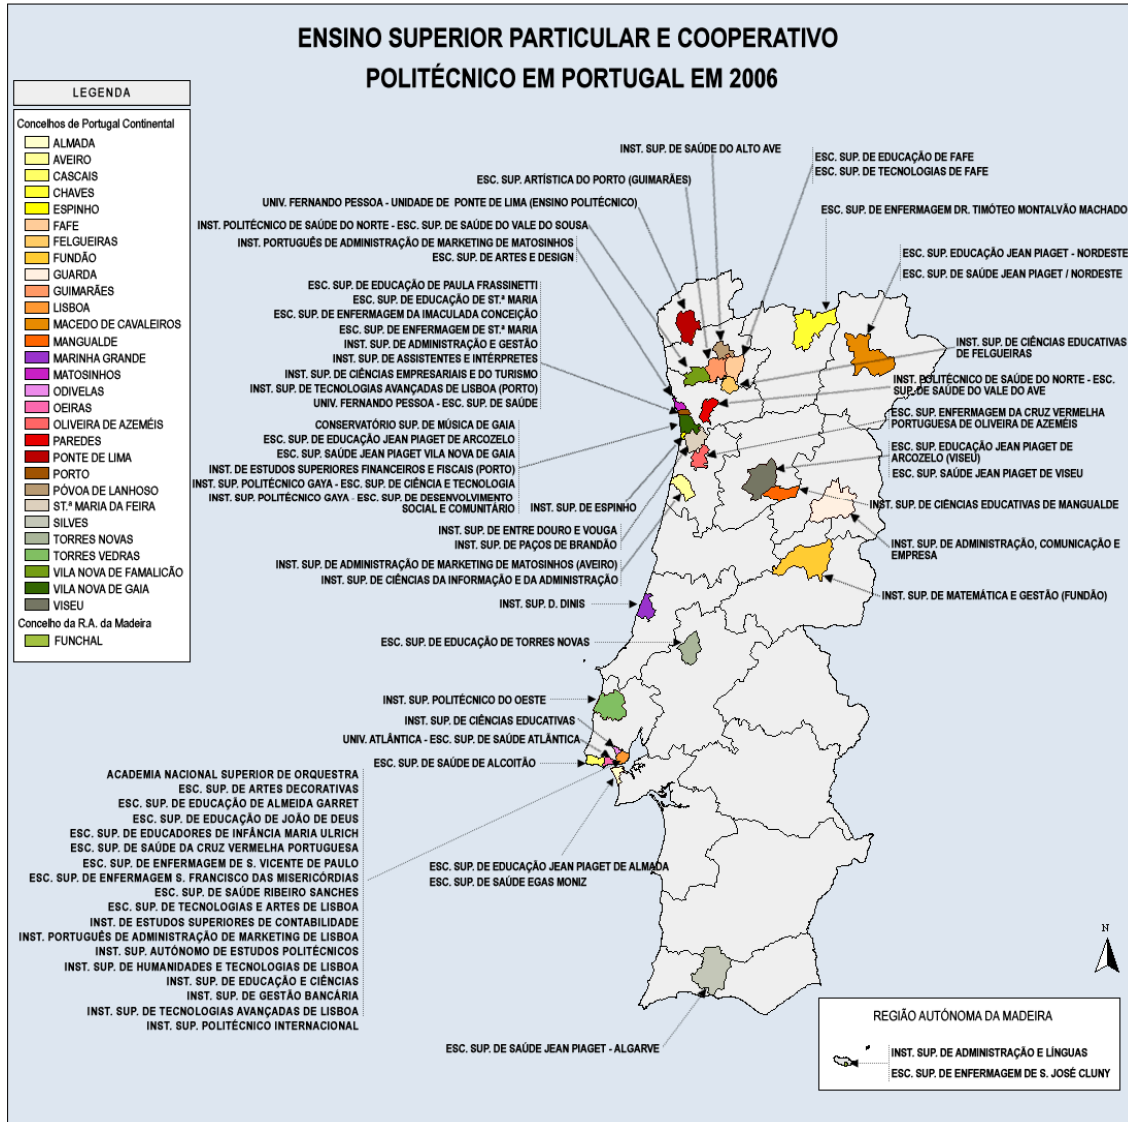 ENSINO SUPERIOR PARTICULAR E COOPERATIVO
POLITÉCNICO EM PORTUGAL EM 2006
LEGENDA
Concelhos de Portugal Continental
ALMADA
AVEIRO
CASCAIS
CHAVES
ESPINHO
FAFE
FELGUEIRAS
FUNDÃO
GUARDA
GUIMARÃES
LISBOA
MACEDO DE CAVALEIROS
MANGUALDE
MARINHA GRANDE
MATOSINHOS
ODIVELAS
OEIRAS
OLIVEIRA DE AZEMÉIS
PAREDES
PONTE DE LIMA
PORTO
PÓVOA DE LANHOSO
ST.ª MARIA DA FEIRA
SILVES
TORRES NOVAS
TORRES VEDRAS
VILA NOVA DE FAMALICÃO
VILA NOVA DE GAIA
VISEU
Concelho da R.A. da Madeira
FUNCHAL
INST. SUP. DE SAÚDE DO ALTO AVE
ESC. SUP. ARTÍSTICA DO PORTO (GUIMARÃES)
UNIV. FERNANDO PESSOA - UNIDADE DE PONTE DE LIMA (ENSINO POLITÉCNICO)
INST. POLITÉCNICO DE SAÚDE DO NORTE - ESC. SUP. DE SAÚDE DO VALE DO SOUSA
INST. PORTUGUÊS DE ADMINISTRAÇÃO DE MARKETING DE MATOSINHOS
ESC. SUP. DE ARTES E DESIGN
ESC. SUP. DE EDUCAÇÃO DE PAULA FRASSINETTI
ESC. SUP. DE EDUCAÇÃO DE ST.ª MARIA
ESC. SUP. DE ENFERMAGEM DA IMACULADA CONCEIÇÃO
ESC. SUP. DE ENFERMAGEM DE ST.ª MARIA
INST. SUP. DE ADMINISTRAÇÃO E GESTÃO
INST. SUP. DE ASSISTENTES E INTÉRPRETES
INST. SUP. DE CIÊNCIAS EMPRESARIAIS E DO TURISMO
INST. SUP. DE TECNOLOGIAS AVANÇADAS DE LISBOA (PORTO)
UNIV. FERNANDO PESSOA - ESC. SUP. DE SAÚDE
CONSERVATÓRIO SUP. DE MÚSICA DE GAIA
ESC. SUP. DE EDUCAÇÃO JEAN PIAGET DE ARCOZELO
ESC. SUP. SAÚDE JEAN PIAGET VILA NOVA DE GAIA
INST. DE ESTUDOS SUPERIORES FINANCEIROS E FISCAIS (PORTO)
INST. SUP. POLITÉCNICO GAYA - ESC. SUP. DE CIÊNCIA E TECNOLOGIA
INST. SUP. POLITÉCNICO GAYA - ESC. SUP. DE DESENVOLVIMENTO
SOCIAL E COMUNITÁRIO
INST. SUP. DE ESPINHO
INST. SUP. DE ENTRE DOURO E VOUGA
INST. SUP. DE PAÇOS DE BRANDÃO
INST. SUP. DE ADMINISTRAÇÃO DE MARKETING DE MATOSINHOS (AVEIRO)
INST. SUP. DE CIÊNCIAS DA INFORMAÇÃO E DA ADMINISTRAÇÃO
INST. SUP. D. DINIS
ESC. SUP. DE EDUCAÇÃO DE TORRES NOVAS
INST. SUP. POLITÉCNICO DO OESTE
INST. SUP. DE CIÊNCIAS EDUCATIVAS
UNIV. ATLÂNTICA - ESC. SUP. DE SAÚDE ATLÂNTICA
ESC. SUP. DE SAÚDE DE ALCOITÃO
ACADEMIA NACIONAL SUPERIOR DE ORQUESTRA
ESC. SUP. DE ARTES DECORATIVAS
ESC. SUP. DE EDUCAÇÃO DE ALMEIDA GARRET
ESC. SUP. DE EDUCAÇÃO DE JOÃO DE DEUS
ESC. SUP. DE EDUCADORES DE INFÂNCIA MARIA ULRICH
ESC. SUP. DE SAÚDE DA CRUZ VERMELHA PORTUGUESA
ESC. SUP. DE ENFERMAGEM DE S. VICENTE DE PAULO
ESC. SUP. DE ENFERMAGEM S. FRANCISCO DAS MISERICÓRDIAS
ESC. SUP. DE SAÚDE RIBEIRO SANCHES
ESC. SUP. DE TECNOLOGIAS E ARTES DE LISBOA
INST. DE ESTUDOS SUPERIORES DE CONTABILIDADE
INST. PORTUGUÊS DE ADMINISTRAÇÃO DE MARKETING DE LISBOA
INST. SUP. AUTÓNOMO DE ESTUDOS POLITÉCNICOS
INST. SUP. DE HUMANIDADES E TECNOLOGIAS DE LISBOA
INST. SUP. DE EDUCAÇÃO E CIÊNCIAS
INST. SUP. DE GESTÃO BANCÁRIA
INST. SUP. DE TECNOLOGIAS AVANÇADAS DE LISBOA
INST. SUP. POLITÉCNICO INTERNACIONAL
ESC. SUP. DE EDUCAÇÃO JEAN PIAGET DE ALMADA
ESC. SUP. DE SAÚDE EGAS MONIZ
ESC. SUP. DE SAÚDE JEAN PIAGET - ALGARVE
ESC. SUP. DE EDUCAÇÃO DE FAFE
ESC. SUP. DE TECNOLOGIAS DE FAFE
ESC. SUP. DE ENFERMAGEM DR. TIMÓTEO MONTALVÃO MACHADO
ESC. SUP. EDUCAÇÃO JEAN PIAGET - NORDESTE
ESC. SUP. DE SAÚDE JEAN PIAGET / NORDESTE
INST. SUP. DE CIÊNCIAS EDUCATIVAS
DE FELGUEIRAS
INST. POLITÉCNICO DE SAÚDE DO NORTE - ESC.
SUP. DE SAÚDE DO VALE DO AVE
ESC. SUP. ENFERMAGEM DA CRUZ VERMELHA
PORTUGUESA DE OLIVEIRA DE AZEMÉIS
ESC. SUP. EDUCAÇÃO JEAN PIAGET DE
ARCOZELO (VISEU)
ESC. SUP. SAÚDE JEAN PIAGET DE VISEU
INST. SUP. DE CIÊNCIAS EDUCATIVAS DE MANGUALDE
INST. SUP. DE ADMINISTRAÇÃO, COMUNICAÇÃO E
EMPRESA
INST. SUP. DE MATEMÁTICA E GESTÃO (FUNDÃO)
N
REGIÃO AUTÓNOMA DA MADEIRA
INST. SUP. DE ADMINISTRAÇÃO E LÍNGUAS
ESC. SUP. DE ENFERMAGEM DE S. JOSÉ CLUNY